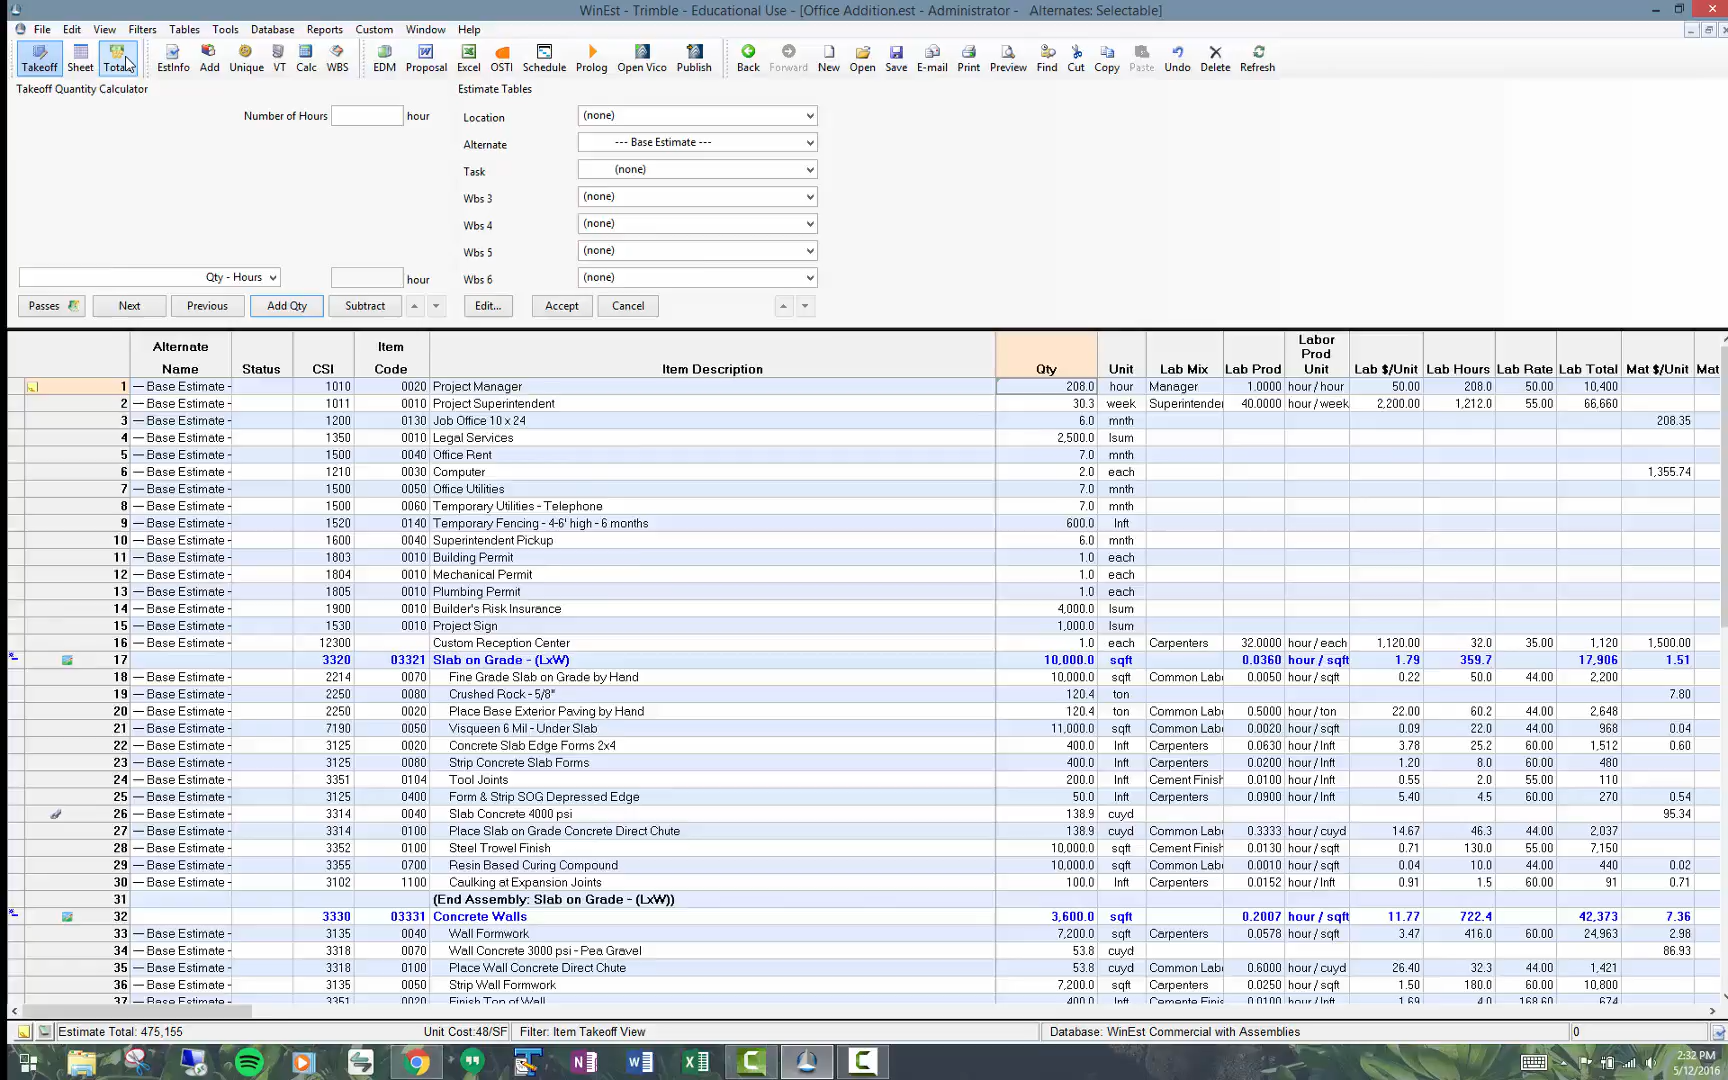 WinEst - Trimble - Educational Use - [Office Addition.est - Administrator - Alternates: Selectable]
File Edit View Filters Tables Tools Database Reports Custom Window Help
Takeoff Sheet Totals EstInfo Add Unique VT Calc WBS EDM Proposal Excel OSTI Schedule Prolog Open Vico Publish Back Forward New Open Save E-mail Print Preview Find Cut Copy Paste Undo Delete Refresh
Takeoff Quantity Calculator Estimate Tables
Number of Hours hour Location (none)
Alternate --- Base Estimate ---
Task (none)
Wbs 3 (none)
Wbs 4 (none)
Wbs 5 (none)
Qty - Hours hour Wbs 6 (none)
Passes Next Previous Add Qty Subtract Edit... Accept Cancel
Alternate Name Status CSI Item Code Item Description Qty Unit Lab Mix Lab Prod Labor Prod Unit Lab $/Unit Lab Hours Lab Rate Lab Total Mat $/Unit Mat
1 — Base Estimate - 1010 0020 Project Manager 208.0 hour Manager 1.0000 hour / hour 50.00 208.0 50.00 10,400
2 — Base Estimate - 1011 0010 Project Superintendent 30.3 week Superintender 40.0000 hour / week 2,200.00 1,212.0 55.00 66,660
3 — Base Estimate - 1200 0130 Job Office 10 x 24 6.0 mnth 208.35
4 — Base Estimate - 1350 0010 Legal Services 2,500.0 lsum
5 — Base Estimate - 1500 0040 Office Rent 7.0 mnth
6 — Base Estimate - 1210 0030 Computer 2.0 each 1,355.74
7 — Base Estimate - 1500 0050 Office Utilities 7.0 mnth
8 — Base Estimate - 1500 0060 Temporary Utilities - Telephone 7.0 mnth
9 — Base Estimate - 1520 0140 Temporary Fencing - 4-6' high - 6 months 600.0 lnft
10 — Base Estimate - 1600 0040 Superintendent Pickup 6.0 mnth
11 — Base Estimate - 1803 0010 Building Permit 1.0 each
12 — Base Estimate - 1804 0010 Mechanical Permit 1.0 each
13 — Base Estimate - 1805 0010 Plumbing Permit 1.0 each
14 — Base Estimate - 1900 0010 Builder's Risk Insurance 4,000.0 lsum
15 — Base Estimate - 1530 0010 Project Sign 1,000.0 lsum
16 — Base Estimate - 12300 Custom Reception Center 1.0 each Carpenters 32.0000 hour / each 1,120.00 32.0 35.00 1,120 1,500.00
17 3320 03321 Slab on Grade - (LxW) 10,000.0 sqft 0.0360 hour / sqft 1.79 359.7 17,906 1.51
18 — Base Estimate - 2214 0070 Fine Grade Slab on Grade by Hand 10,000.0 sqft Common Labo 0.0050 hour / sqft 0.22 50.0 44.00 2,200
19 — Base Estimate - 2250 0080 Crushed Rock - 5/8" 120.4 ton 7.80
20 — Base Estimate - 2250 0020 Place Base Exterior Paving by Hand 120.4 ton Common Labo 0.5000 hour / ton 22.00 60.2 44.00 2,648
21 — Base Estimate - 7190 0050 Visqueen 6 Mil - Under Slab 11,000.0 sqft Common Labo 0.0020 hour / sqft 0.09 22.0 44.00 968 0.04
22 — Base Estimate - 3125 0020 Concrete Slab Edge Forms 2x4 400.0 lnft Carpenters 0.0630 hour / lnft 3.78 25.2 60.00 1,512 0.60
23 — Base Estimate - 3125 0080 Strip Concrete Slab Forms 400.0 lnft Carpenters 0.0200 hour / lnft 1.20 8.0 60.00 480
24 — Base Estimate - 3351 0104 Tool Joints 200.0 lnft Cement Finish 0.0100 hour / lnft 0.55 2.0 55.00 110
25 — Base Estimate - 3125 0400 Form & Strip SOG Depressed Edge 50.0 lnft Carpenters 0.0900 hour / lnft 5.40 4.5 60.00 270 0.54
26 — Base Estimate - 3314 0040 Slab Concrete 4000 psi 138.9 cuyd 95.34
27 — Base Estimate - 3314 0100 Place Slab on Grade Concrete Direct Chute 138.9 cuyd Common Labo 0.3333 hour / cuyd 14.67 46.3 44.00 2,037
28 — Base Estimate - 3352 0100 Steel Trowel Finish 10,000.0 sqft Cement Finish 0.0130 hour / sqft 0.71 130.0 55.00 7,150
29 — Base Estimate - 3355 0700 Resin Based Curing Compound 10,000.0 sqft Common Labo 0.0010 hour / sqft 0.04 10.0 44.00 440 0.02
30 — Base Estimate - 3102 1100 Caulking at Expansion Joints 100.0 lnft Carpenters 0.0152 hour / lnft 0.91 1.5 60.00 91 0.71
31 (End Assembly: Slab on Grade - (LxW))
32 3330 03331 Concrete Walls 3,600.0 sqft 0.2007 hour / sqft 11.77 722.4 42,373 7.36
33 — Base Estimate - 3135 0040 Wall Formwork 7,200.0 sqft Carpenters 0.0578 hour / sqft 3.47 416.0 60.00 24,963 2.98
34 — Base Estimate - 3318 0070 Wall Concrete 3000 psi - Pea Gravel 53.8 cuyd 86.93
35 — Base Estimate - 3318 0100 Place Wall Concrete Direct Chute 53.8 cuyd Common Labo 0.6000 hour / cuyd 26.40 32.3 44.00 1,421
36 — Base Estimate - 3135 0050 Strip Wall Formwork 7,200.0 sqft Carpenters 0.0250 hour / sqft 1.50 180.0 60.00 10,800
37 — Base Estimate - 3351 0020 Finish Top of Wall 400.0 lnft Cemente Finis 0.0100 hour / lnft 1.69 4.0 168.60 674
Estimate Total: 475,155 Unit Cost:48/SF Filter: Item Takeoff View Database: WinEst Commercial with Assemblies 0
2:32 PM
5/12/2016